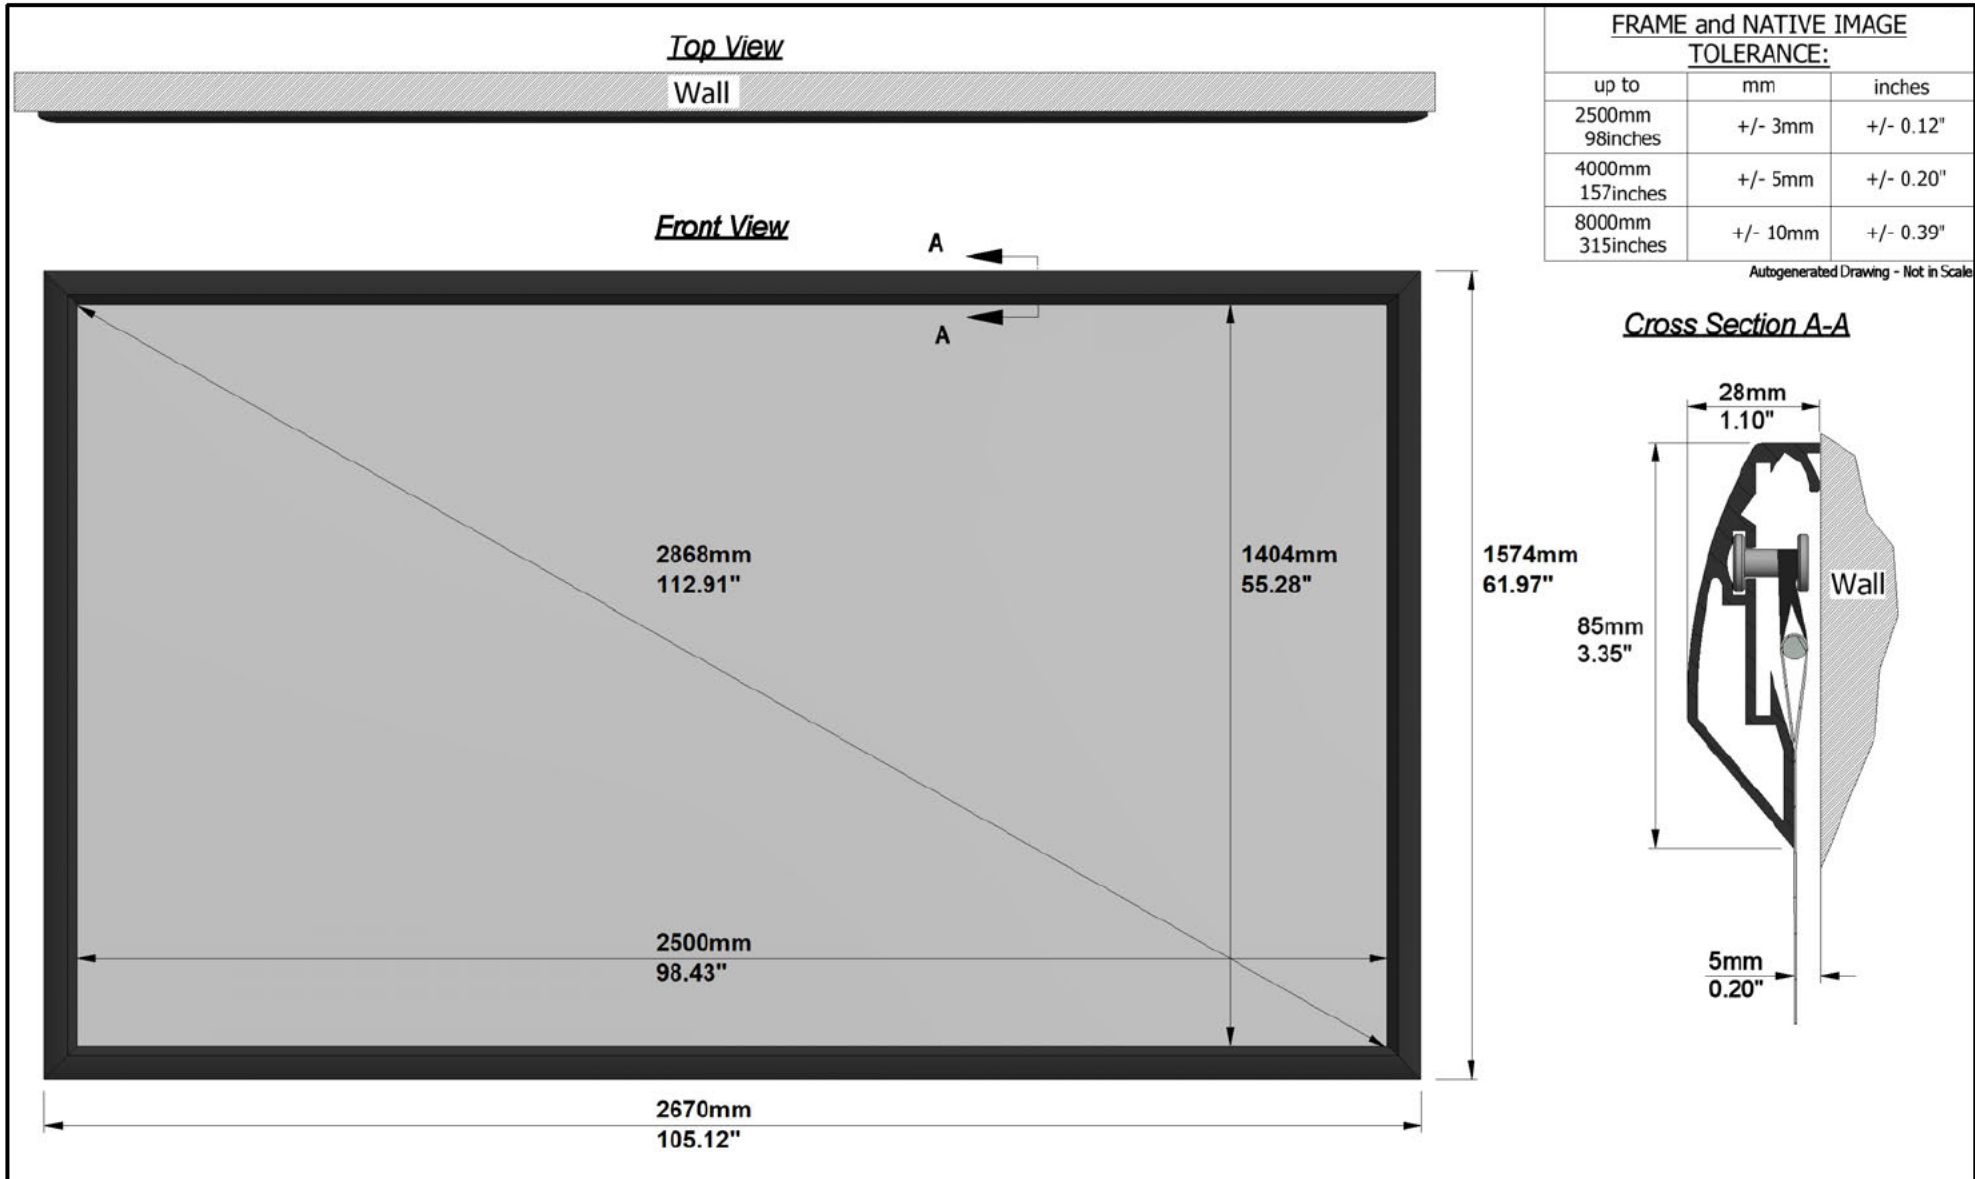 Top View
Wall
FRAME and NATIVE IMAGE
TOLERANCE:
up to mm inches
2500mm
98inches
+/- 3mm +/- 0.12"
4000mm
157inches
+/- 5mm +/- 0.20"
8000mm
315inches
+/- 10mm +/- 0.39"
Autogenerated Drawing - Not in Scale
Front View
A
A
2868mm
112.91"
1404mm
55.28"
1574mm
61.97"
2500mm
98.43"
2670mm
105.12"
Cross Section A-A
28mm
1.10"
Wall
85mm
3.35"
5mm
0.20"